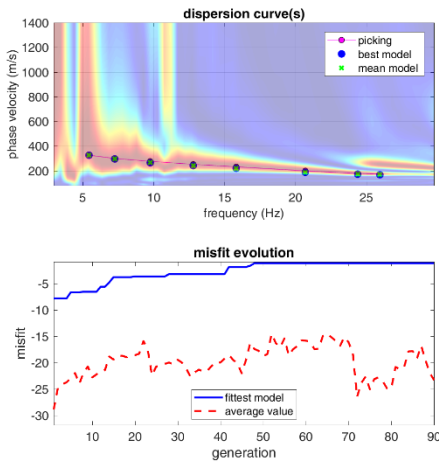 dispersion curve(s)
1400
1200
1000
800
600
400
200
phase velocity (m/s)
picking
best model
mean model
5
10
15
20
25
frequency (Hz)
misfit evolution
-5
-10
-15
-20
-25
-30
misfit
fittest model
average value
10
20
30
40
50
60
70
80
90
generation